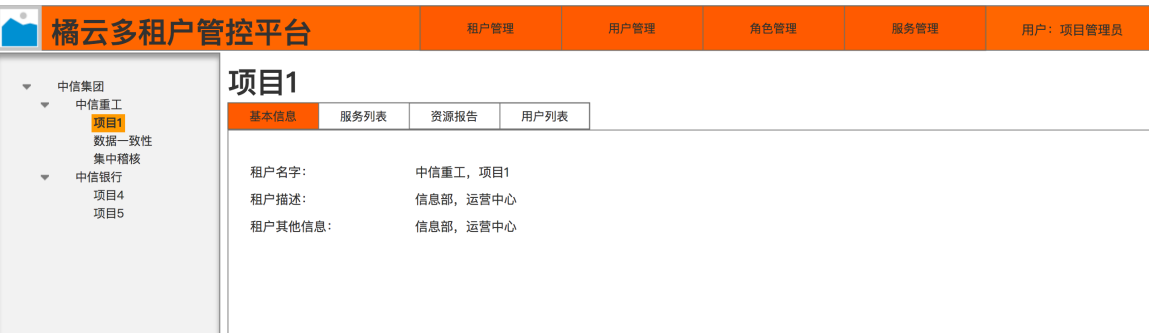 橘云多租户管控平台 租户管理 用户管理 角色管理 服务管理 用户：项目管理员
中信集团
中信重工
项目1
数据一致性
集中稽核
中信银行
项目4
项目5
项目1
基本信息 服务列表 资源报告 用户列表
租户名字： 中信重工，项目1
租户描述： 信息部，运营中心
租户其他信息： 信息部，运营中心